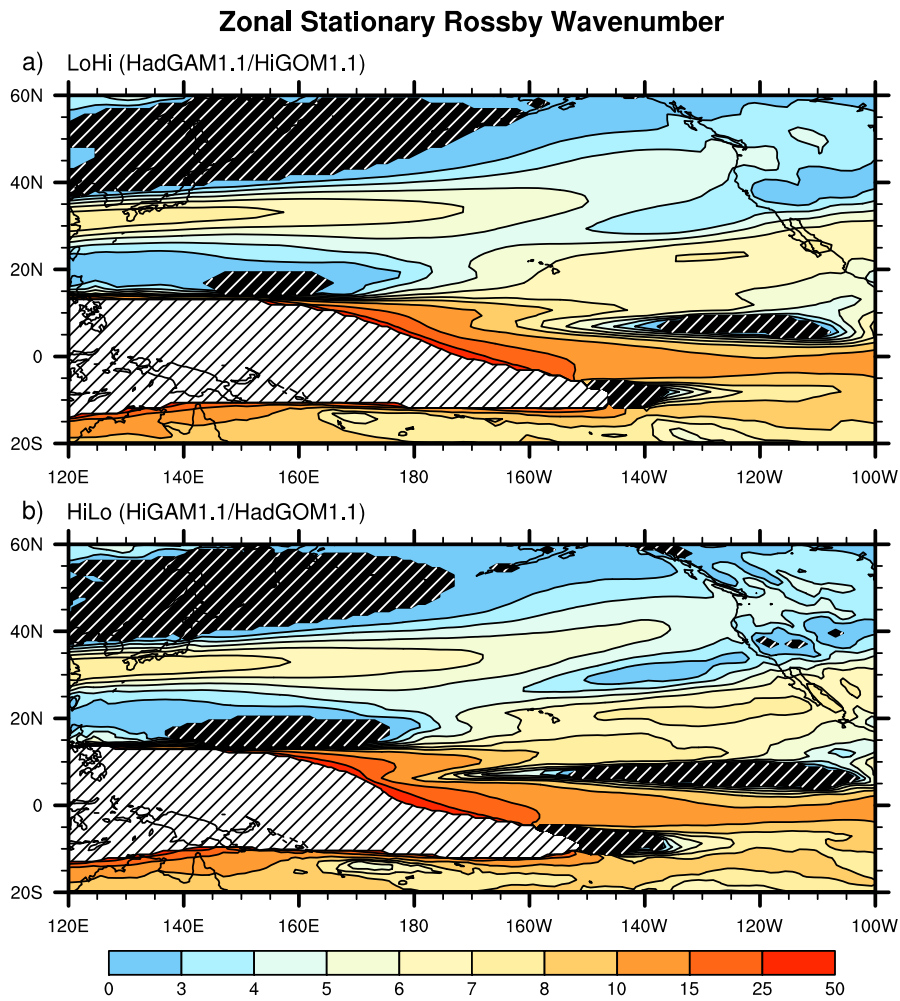 Zonal Stationary Rossby Wavenumber
a) LoHi (HadGAM1.1/HiGOM1.1)
60N
40N
20N
0
20S
120E 140E 160E 180 160W 140W 120W 100W
b) HiLo (HiGAM1.1/HadGOM1.1)
60N
40N
20N
0
20S
120E 140E 160E 180 160W 140W 120W 100W
0 3 4 5 6 7 8 10 15 25 50